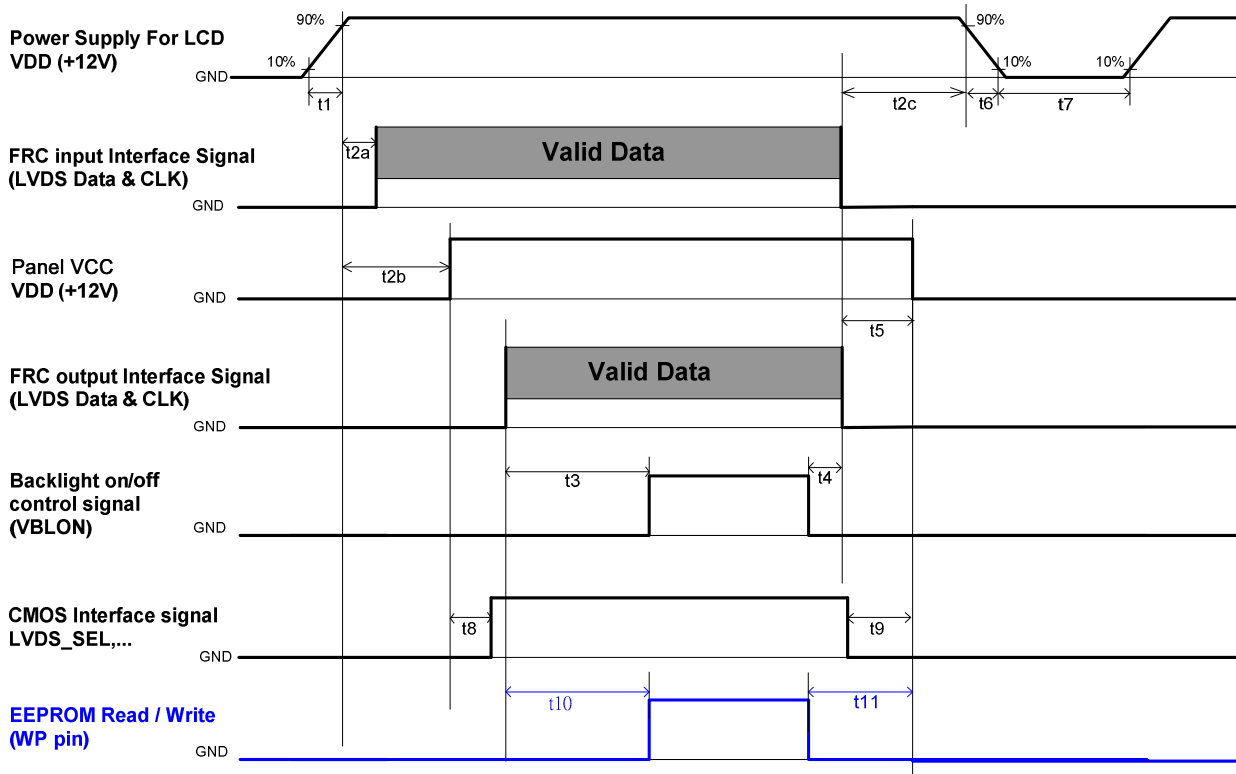 Power Supply For LCD
VDD (+12V)
90%
90%
10%
10%
10%
GND
t1
t2c
t6
t7
FRC input Interface Signal
(LVDS Data & CLK)
t2a
Valid Data
GND
Panel VCC
VDD (+12V)
t2b
GND
t5
FRC output Interface Signal
(LVDS Data & CLK)
Valid Data
GND
Backlight on/off
control signal
(VBLON)
t3
t4
GND
CMOS Interface signal
LVDS_SEL,...
t8
t9
GND
EEPROM Read / Write
(WP pin)
t10
t11
GND